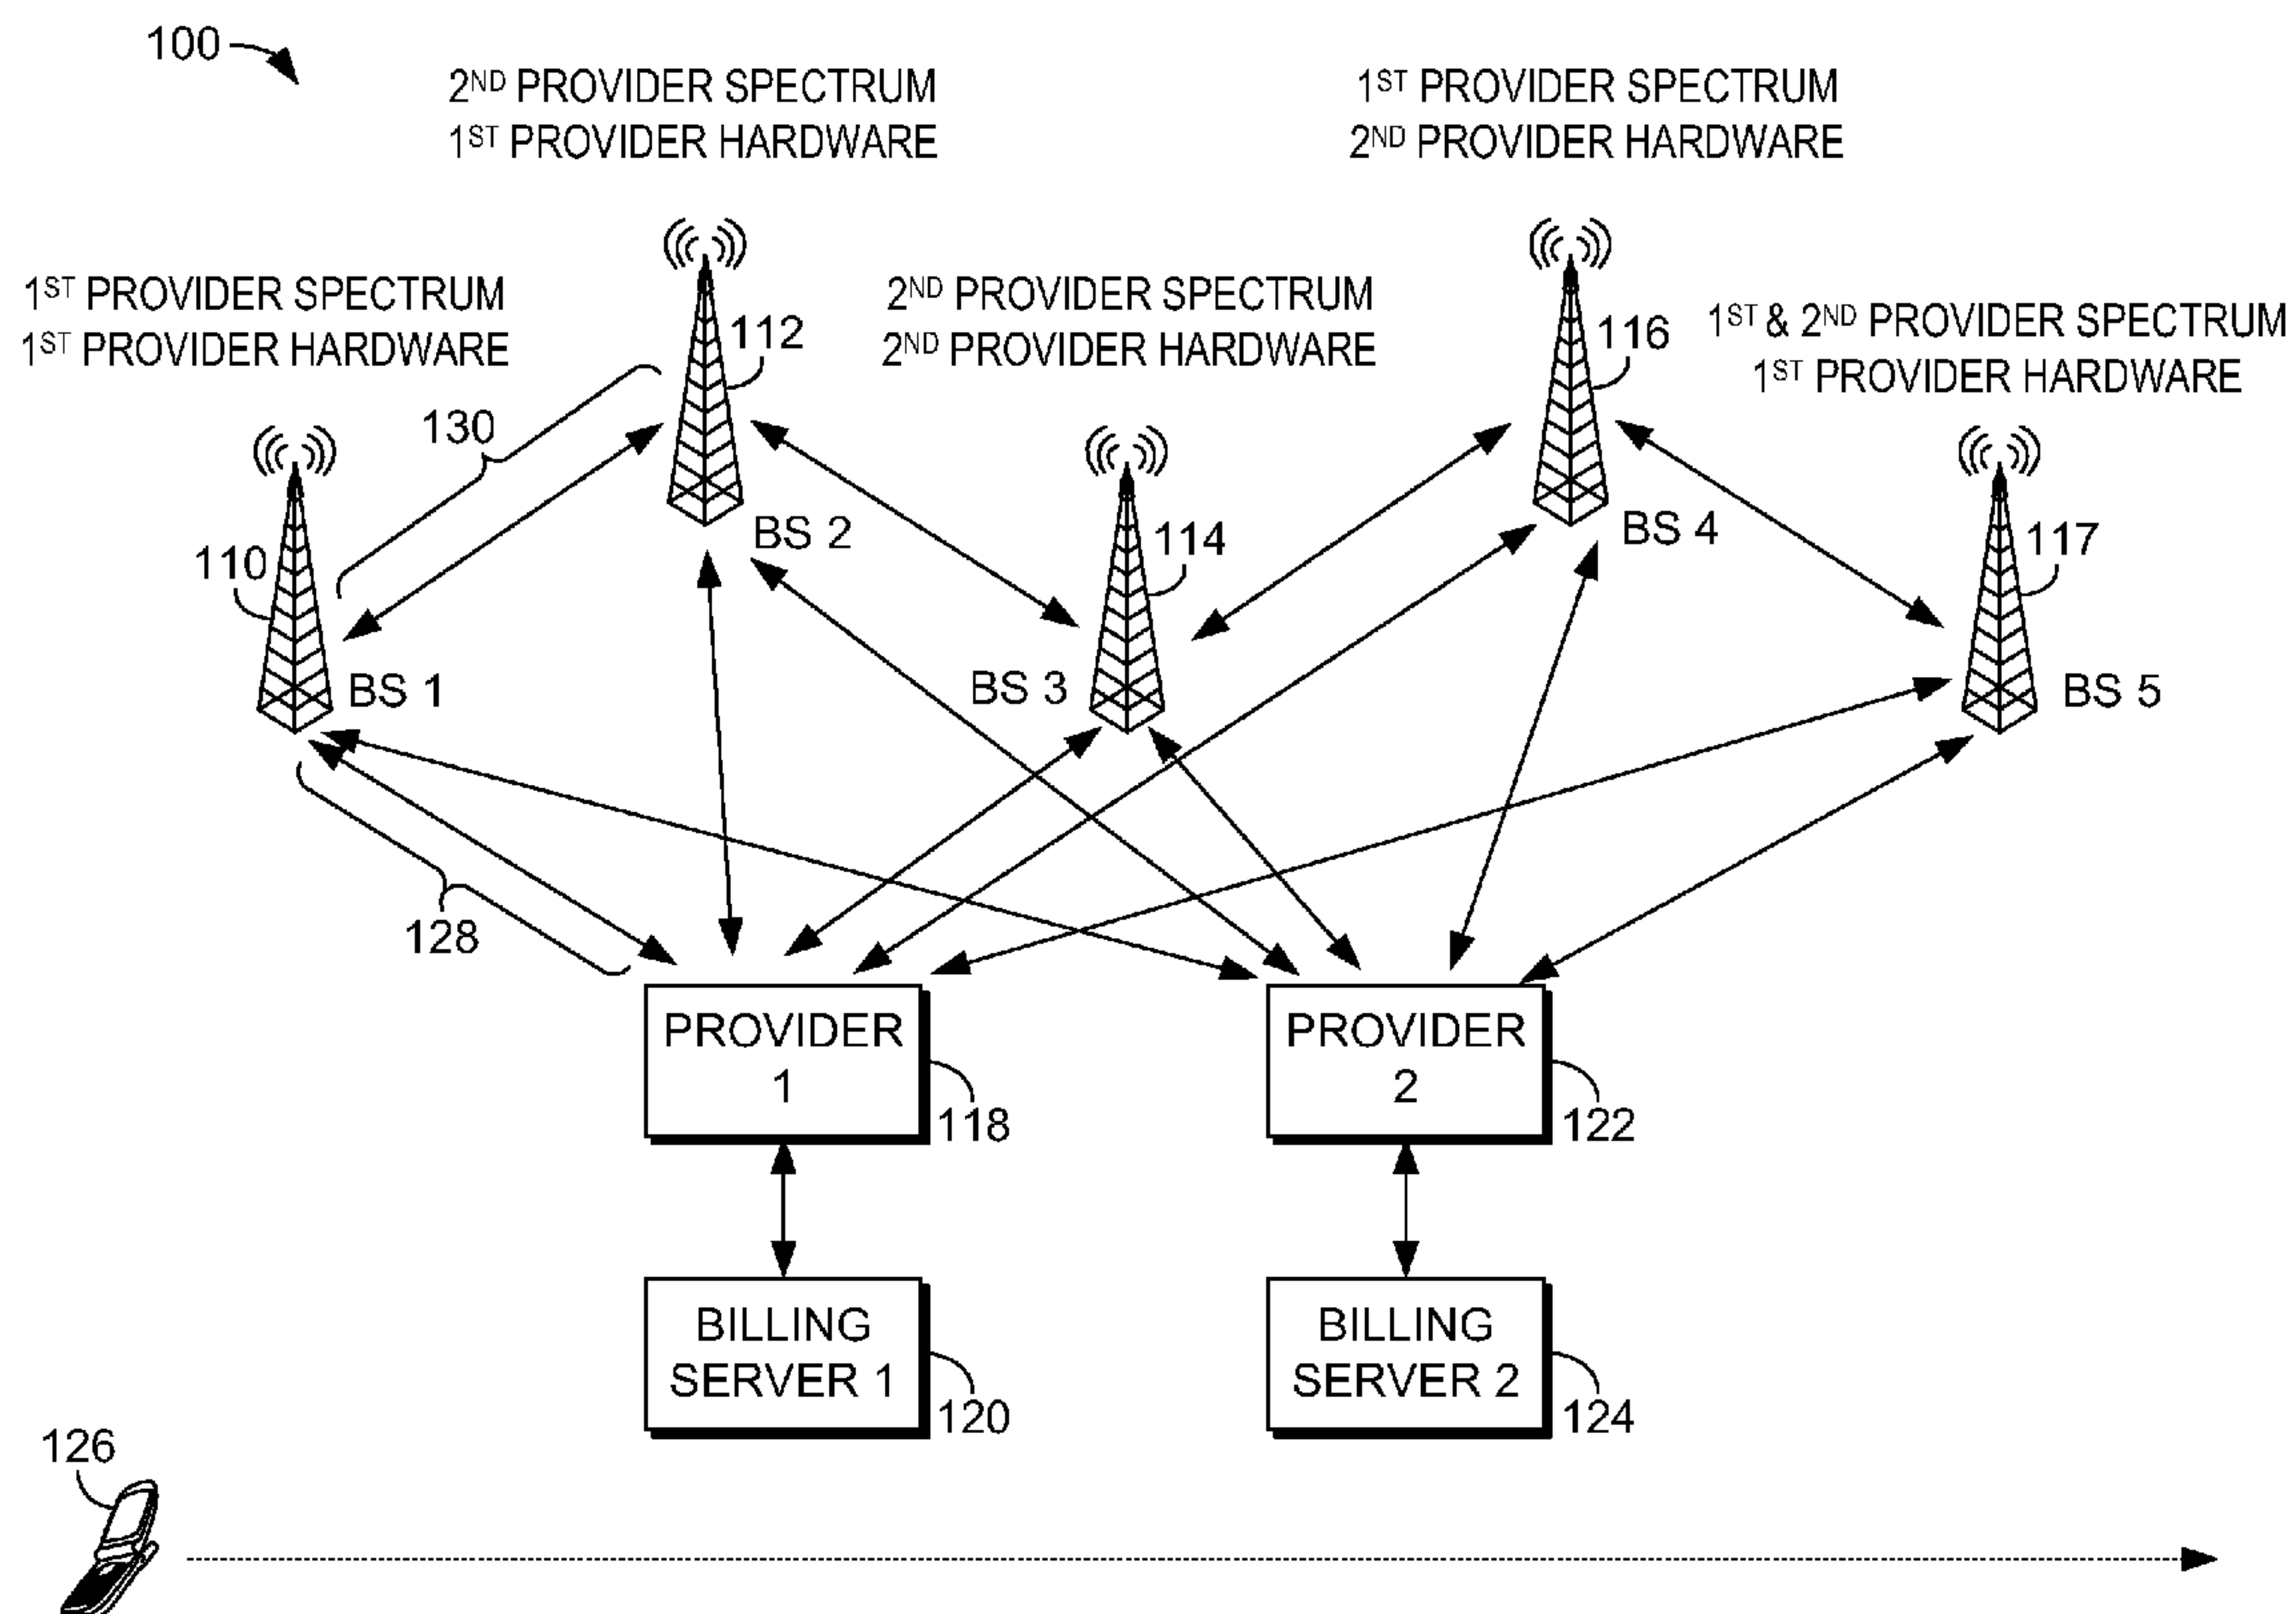 100
2ND PROVIDER SPECTRUM
1ST PROVIDER HARDWARE
1ST PROVIDER SPECTRUM
2ND PROVIDER HARDWARE
1ST PROVIDER SPECTRUM
1ST PROVIDER HARDWARE
2ND PROVIDER SPECTRUM
2ND PROVIDER HARDWARE
1ST & 2ND PROVIDER SPECTRUM
1ST PROVIDER HARDWARE
112
116
130
BS 2
BS 4
110
114
117
BS 1
BS 3
BS 5
128
PROVIDER
1
118
PROVIDER
2
122
BILLING
SERVER 1
120
BILLING
SERVER 2
124
126